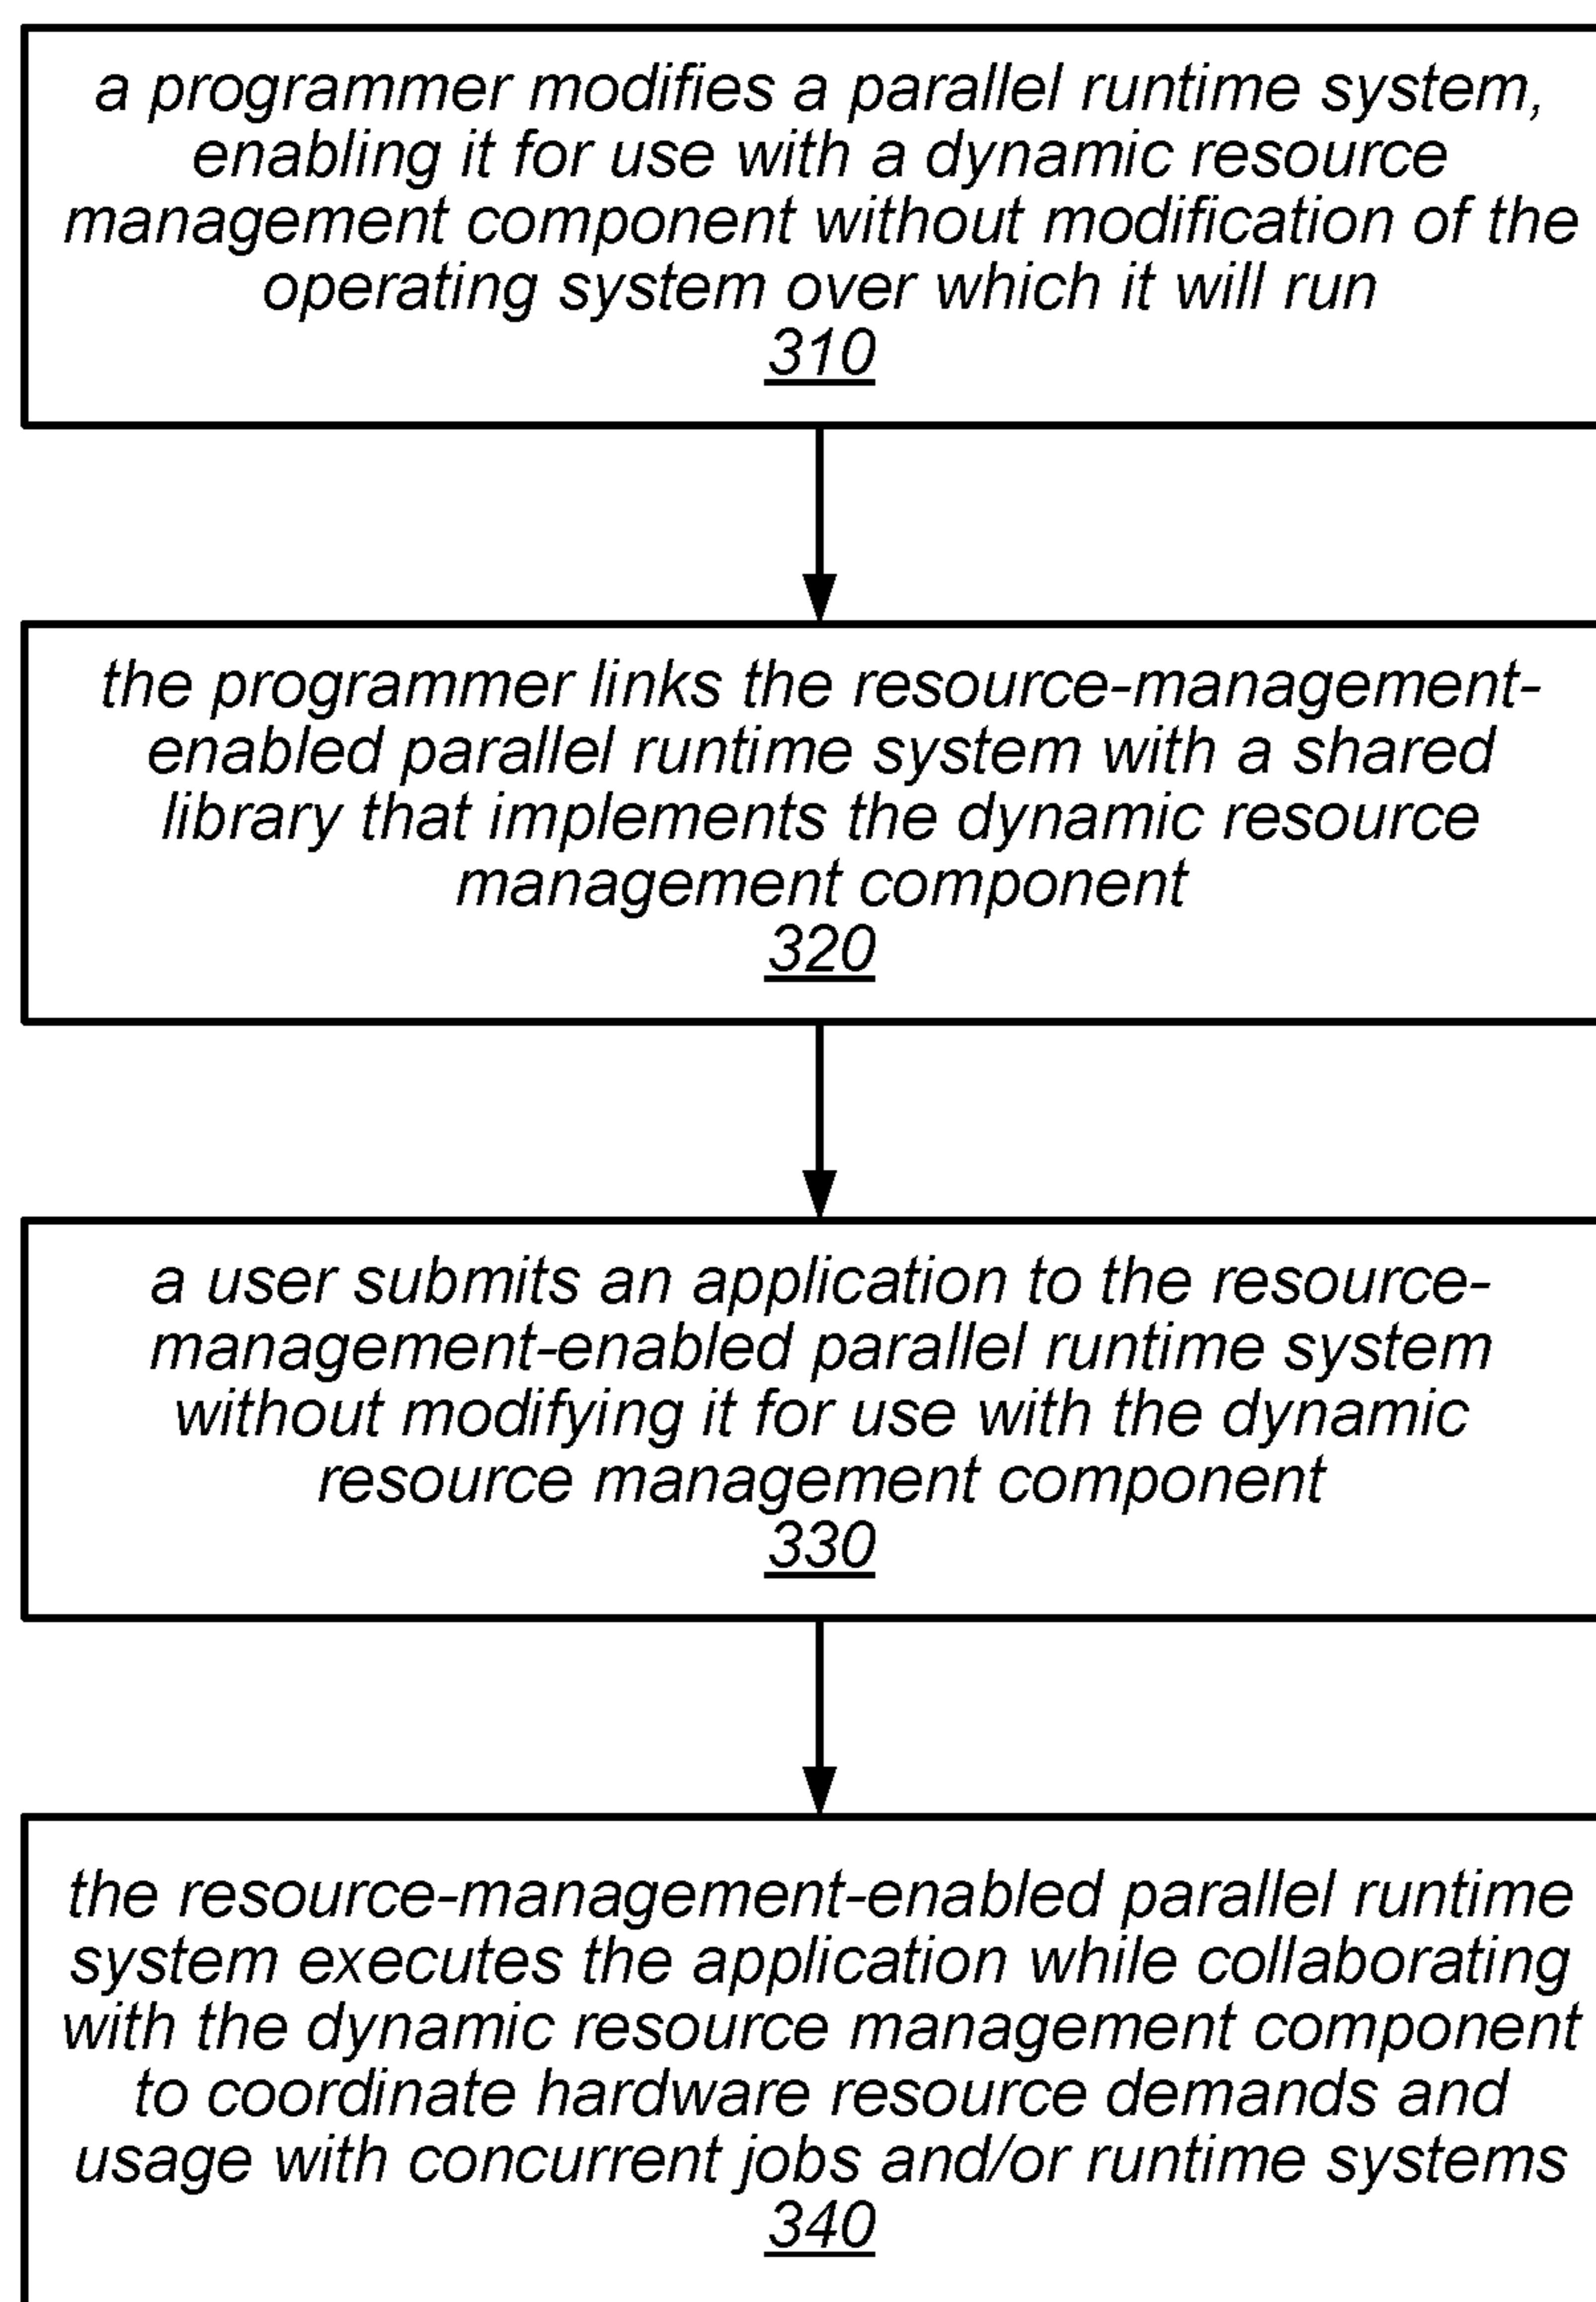 a programmer modifies a parallel runtime system,
enabling it for use with a dynamic resource
management component without modification of the
operating system over which it will run
310
the programmer links the resource-management-
enabled parallel runtime system with a shared
library that implements the dynamic resource
management component
320
a user submits an application to the resource-
management-enabled parallel runtime system
without modifying it for use with the dynamic
resource management component
330
the resource-management-enabled parallel runtime
system executes the application while collaborating
with the dynamic resource management component
to coordinate hardware resource demands and
usage with concurrent jobs and/or runtime systems
340